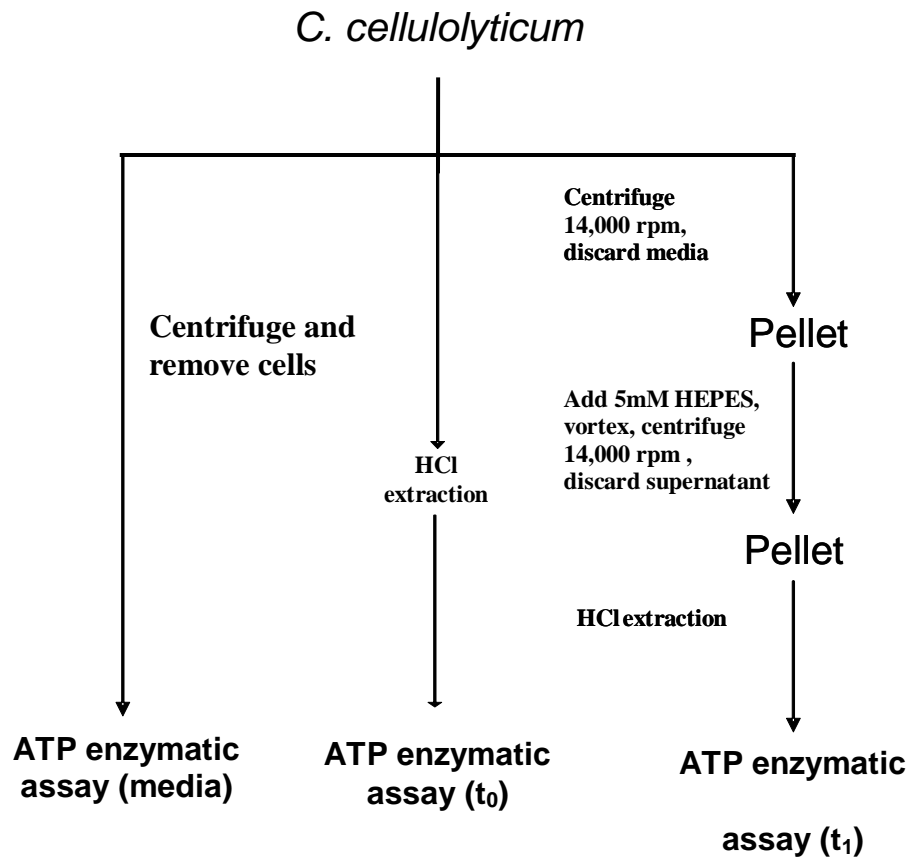 C. cellulolyticum
Centrifuge
14,000 rpm,
discard media
Centrifuge and
remove cells
Pellet
Add 5mM HEPES,
vortex, centrifuge
14,000 rpm ,
discard supernatant
HCl
extraction
Pellet
HCl extraction
ATP enzymatic
assay (media)
ATP enzymatic
assay (t₀)
ATP enzymatic
assay (t₁)